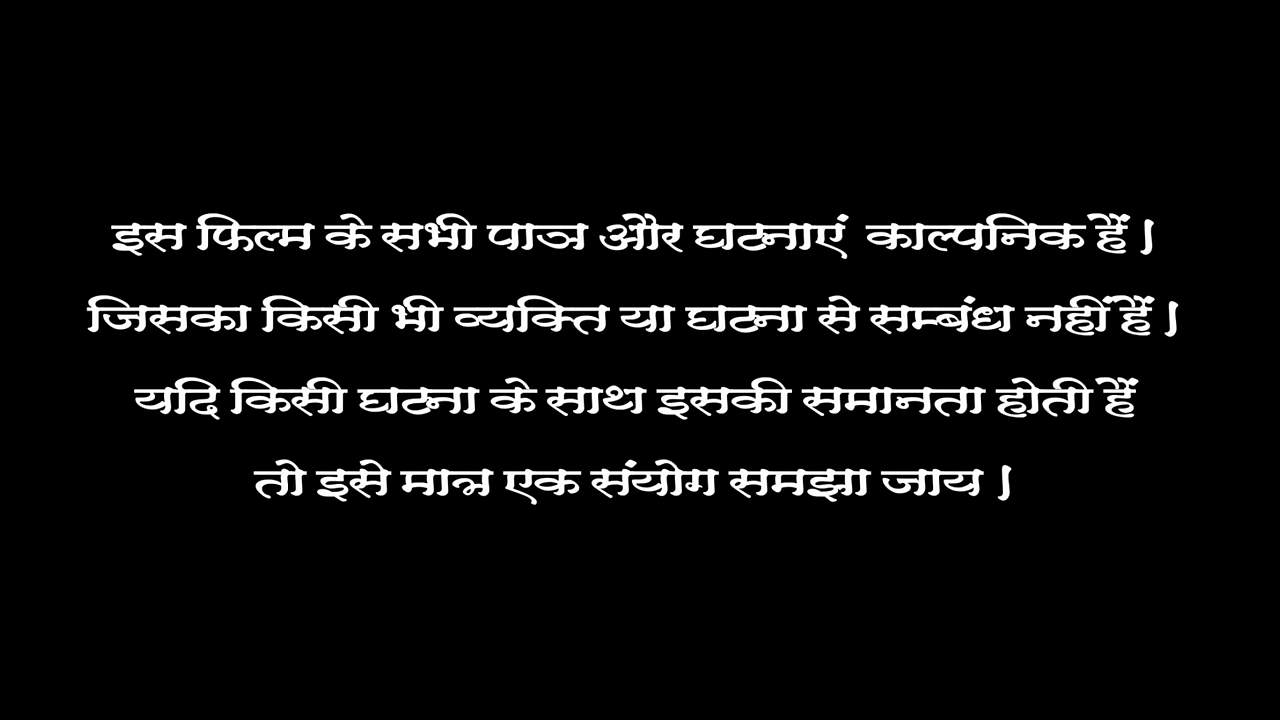 इस फिल्म के सभी पात्र और घटनाएं काल्पनिक हैं |
जिसका किसी भी व्यक्ति या घटना से सम्बंध नहीं हैं |
यदि किसी घटना के साथ इसकी समानता होती हैं
तो इसे मात्र एक संयोग समझा जाय |